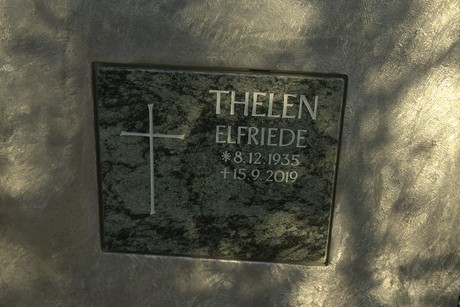 THELEN
ELFRIEDE
*8.12.1935
†15.9.2019